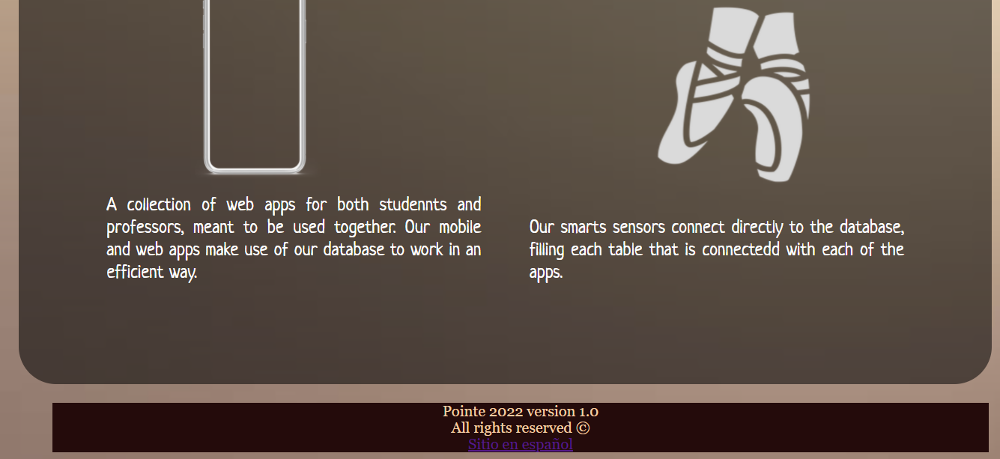 A collection of web apps for both studennts and
professors, meant to be used together. Our mobile
and web apps make use of our database to work in an
efficient way.
Our smarts sensors connect directly to the database,
filling each table that is connectedd with each of the
apps.
Pointe 2022 version 1.0
All rights reserved ©
Sitio en español